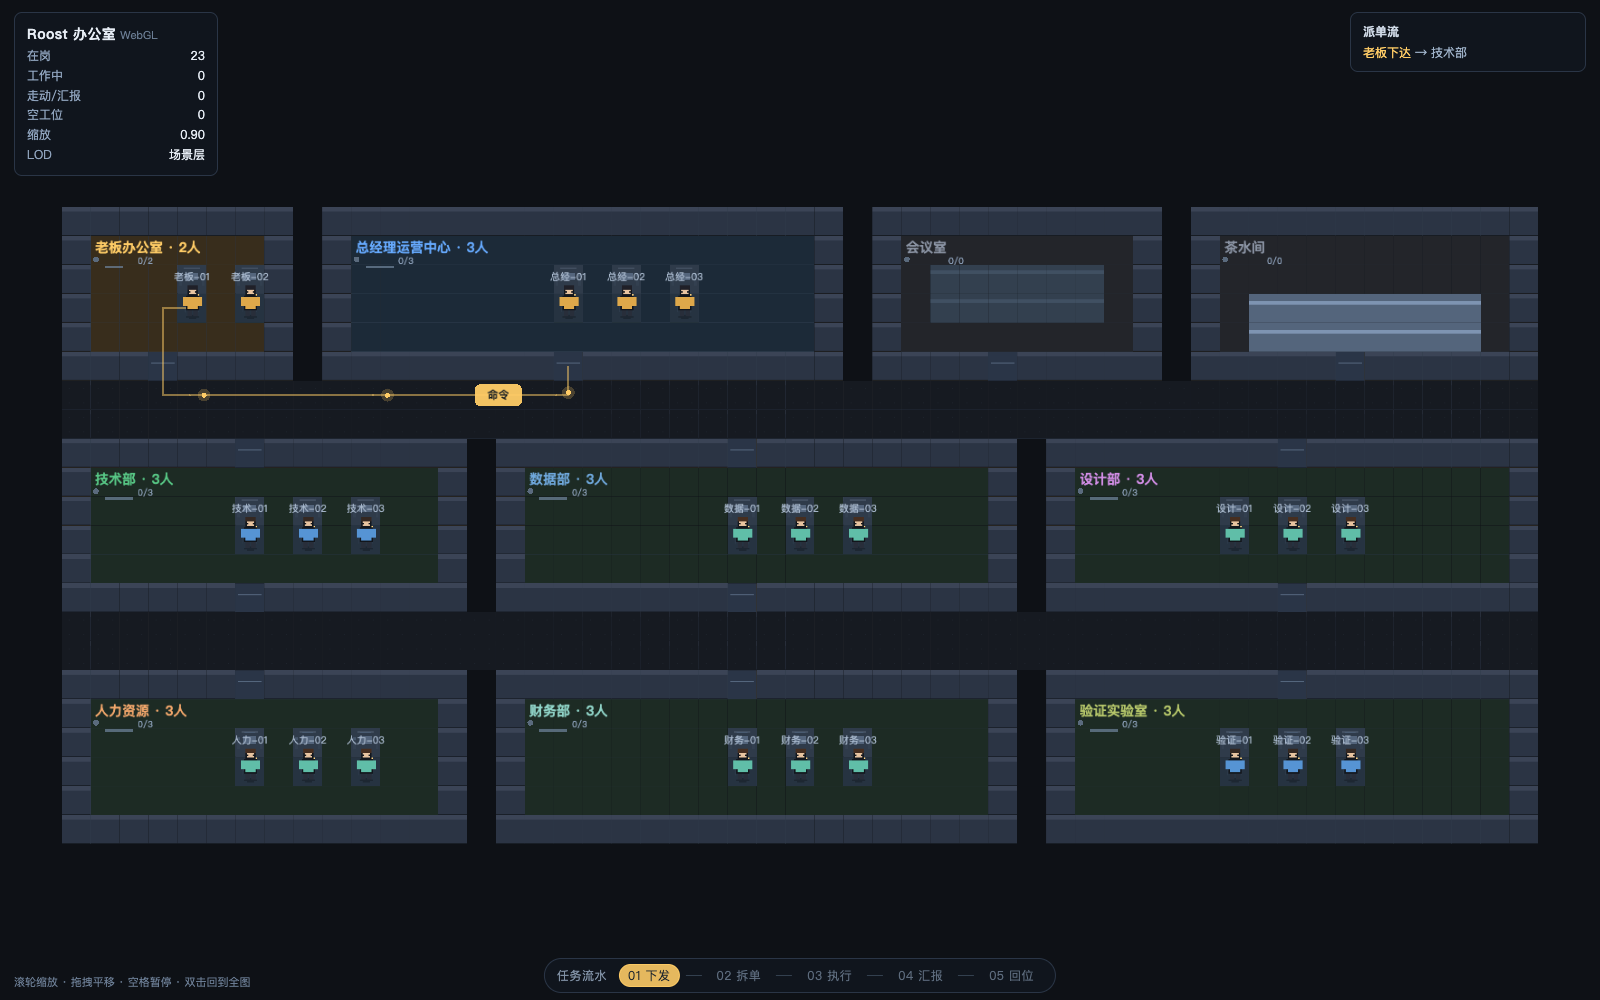 Roost 办公室 WebGL
在岗 23
工作中 0
走动/汇报 0
空工位 0
缩放 0.90
LOD 场景层
派单流
老板下达 → 技术部
老板办公室 · 2人
0/2
老板-01 老板-02
总经理运营中心 · 3人
0/3
总经-01 总经-02 总经-03
会议室
0/0
茶水间
0/0
命令
技术部 · 3人
0/3
技术-01 技术-02 技术-03
数据部 · 3人
0/3
数据-01 数据-02 数据-03
设计部 · 3人
0/3
设计-01 设计-02 设计-03
人力资源 · 3人
0/3
人力-01 人力-02 人力-03
财务部 · 3人
0/3
财务-01 财务-02 财务-03
验证实验室 · 3人
0/3
验证-01 验证-02 验证-03
滚轮缩放 · 拖拽平移 · 空格暂停 · 双击回到全图
任务流水 01 下发 — 02 拆单 — 03 执行 — 04 汇报 — 05 回位